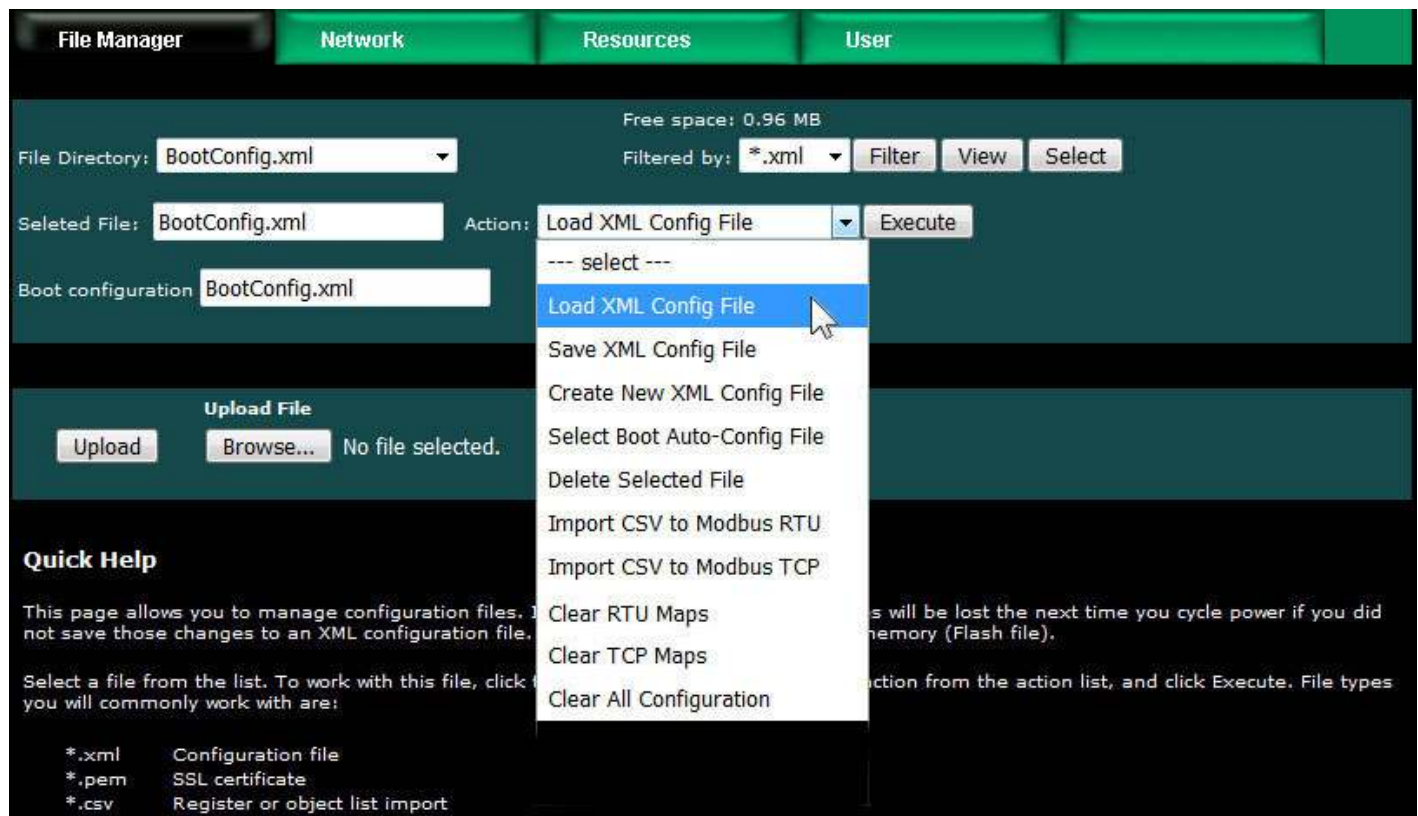 File Manager Network Resources User
Free space: 0.96 MB
File Directory: BootConfig.xml Filtered by: *.xml Filter View Select
Seleted File: BootConfig.xml Action: Load XML Config File Execute
--- select ---
Boot configuration BootConfig.xml
Load XML Config File
Save XML Config File
Create New XML Config File
Upload File
Select Boot Auto-Config File
Upload Browse... No file selected.
Delete Selected File
Import CSV to Modbus RTU
Import CSV to Modbus TCP
Clear RTU Maps
Clear TCP Maps
Clear All Configuration
Quick Help
This page allows you to manage configuration files. will be lost the next time you cycle power if you did
not save those changes to an XML configuration file. (Flash file).
Select a file from the list. To work with this file, click from the action list, and click Execute. File types
you will commonly work with are:
*.xml Configuration file
*.pem SSL certificate
*.csv Register or object list import